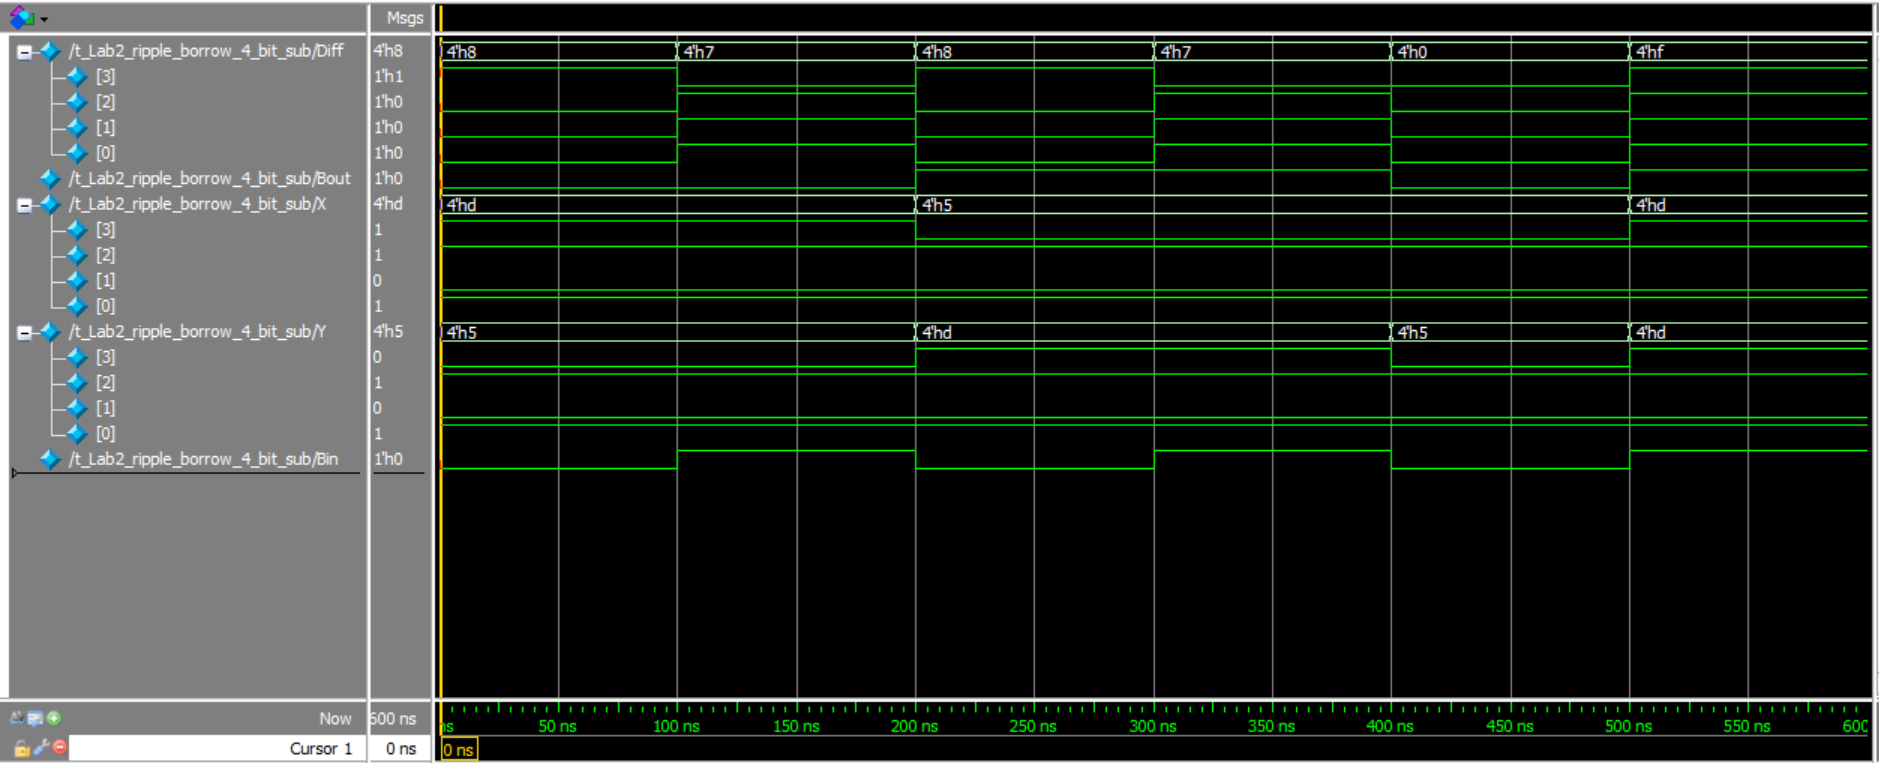 Msgs
/t_Lab2_ripple_borrow_4_bit_sub/Diff 4'h8 4'h8 4'h7 4'h8 4'h7 4'h0 4'hf
[3] 1'h1
[2] 1'h0
[1] 1'h0
[0] 1'h0
/t_Lab2_ripple_borrow_4_bit_sub/Bout 1'h0
/t_Lab2_ripple_borrow_4_bit_sub/X 4'hd 4'hd 4'h5 4'hd
[3] 1
[2] 1
[1] 0
[0] 1
/t_Lab2_ripple_borrow_4_bit_sub/Y 4'h5 4'h5 4'hd 4'h5 4'hd
[3] 0
[2] 1
[1] 0
[0] 1
/t_Lab2_ripple_borrow_4_bit_sub/Bin 1'h0
Now 600 ns ns 50 ns 100 ns 150 ns 200 ns 250 ns 300 ns 350 ns 400 ns 450 ns 500 ns 550 ns 600
Cursor 1 0 ns 0 ns